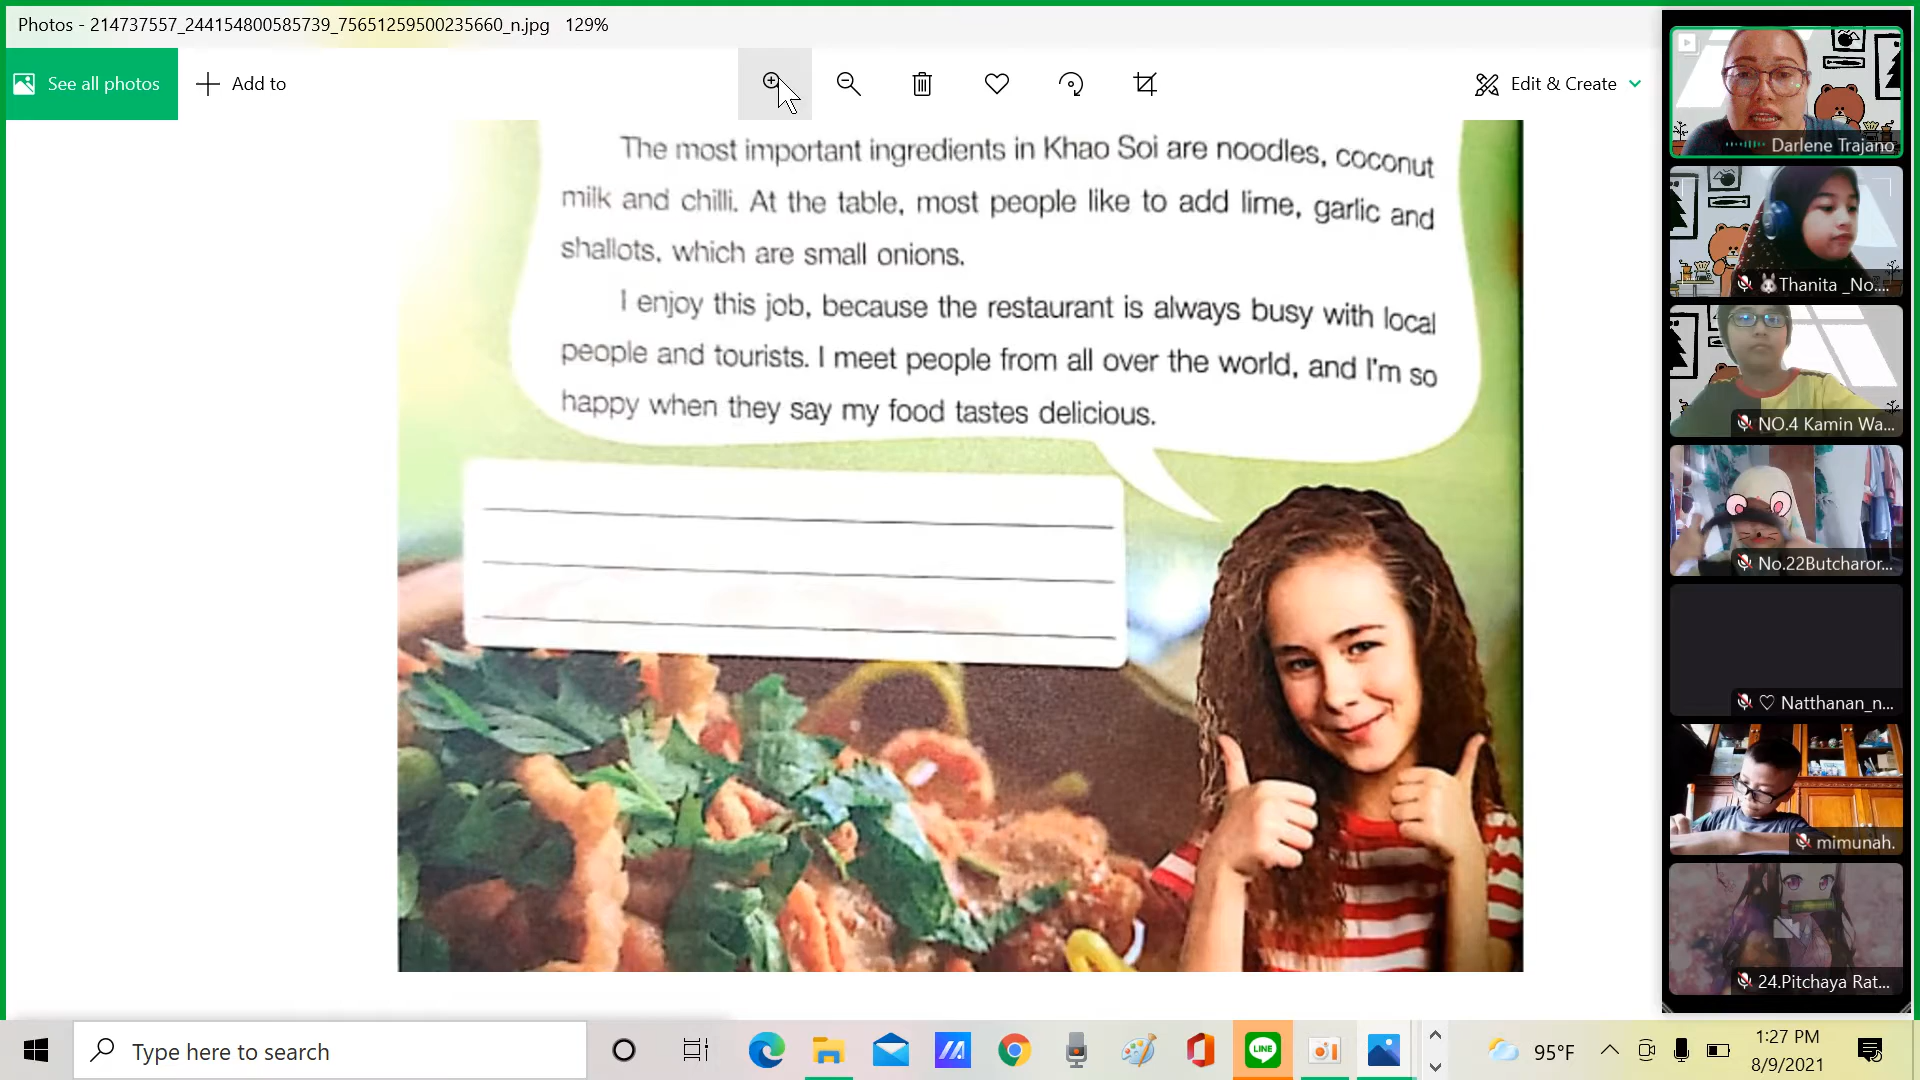 Photos - 214737557_244154800585739_75651259500235660_n.jpg 129%
See all photos
Add to
Edit & Create
The most important ingredients in Khao Soi are noodles, coconut
milk and chilli. At the table, most people like to add lime, garlic and
shallots, which are small onions.
I enjoy this job, because the restaurant is always busy with local
people and tourists. I meet people from all over the world, and I'm so
happy when they say my food tastes delicious.
Darlene Trajano
Thanita _No....
NO.4 Kamin Wa...
No.22Butcharor...
♡ Natthanan_n...
mimunah.
24.Pitchaya Rat...
Type here to search
LINE
95°F
1:27 PM
8/9/2021